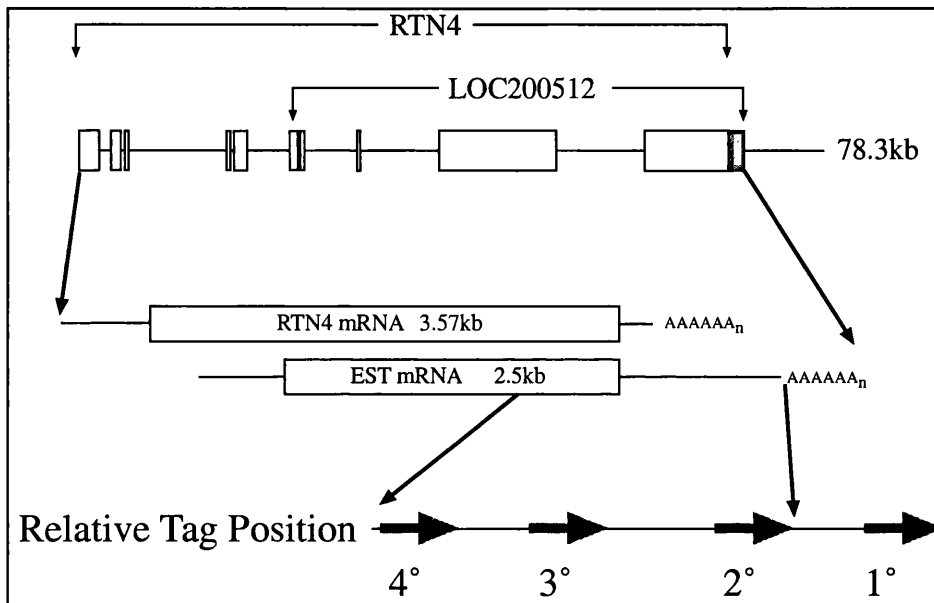 RTN4
LOC200512
78.3kb
RTN4 mRNA 3.57kb
AAAAAAn
EST mRNA 2.5kb
AAAAAAn
Relative Tag Position
4° 3° 2° 1°